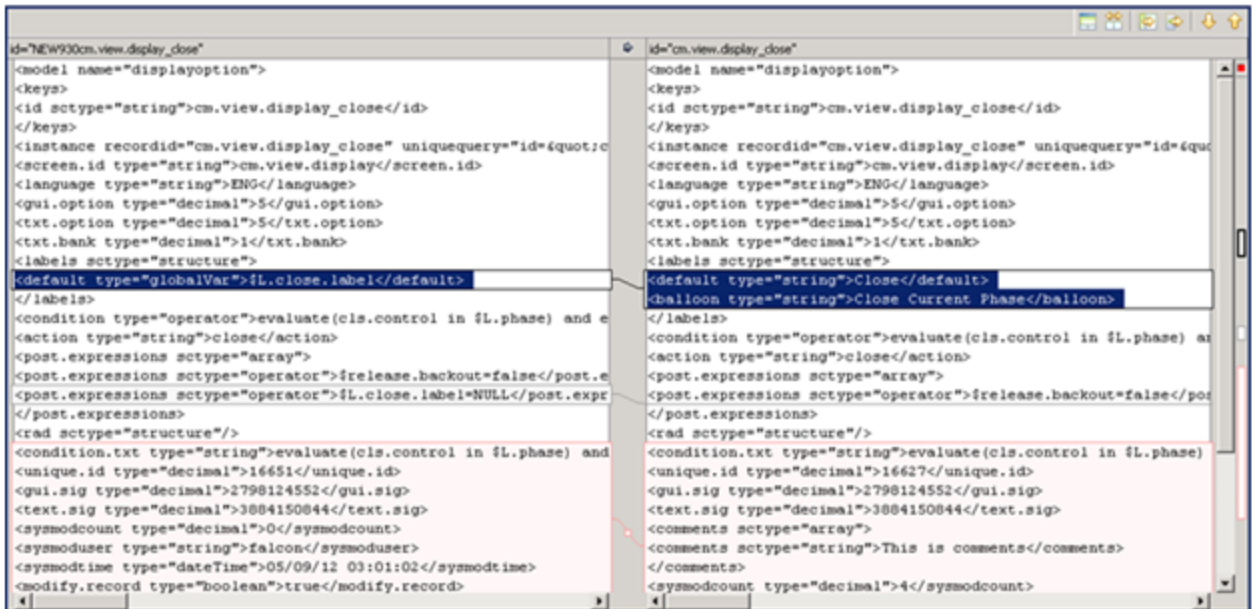 id="NEW930cm.view.display_close"
<model name="displayoption">
<keys>
<id sctype="string">cm.view.display_close</id>
</keys>
<instance recordid="cm.view.display_close" uniquequery="id=&quot;c
<screen.id type="string">cm.view.display</screen.id>
<language type="string">ENG</language>
<gui.option type="decimal">5</gui.option>
<txt.option type="decimal">5</txt.option>
<txt.bank type="decimal">1</txt.bank>
<labels sctype="structure">
<default type="globalVar">$L.close.label</default>
</labels>
<condition type="operator">evaluate(cls.control in $L.phase) and e
<action type="string">close</action>
<post.expressions sctype="array">
<post.expressions sctype="operator">$release.backout=false</post.e
<post.expressions sctype="operator">$L.close.label=NULL</post.expr
</post.expressions>
<rad sctype="structure"/>
<condition.txt type="string">evaluate(cls.control in $L.phase) and
<unique.id type="decimal">16651</unique.id>
<gui.sig type="decimal">2798124552</gui.sig>
<text.sig type="decimal">3884150844</text.sig>
<sysmodcount type="decimal">0</sysmodcount>
<sysmoduser type="string">falcon</sysmoduser>
<sysmodtime type="dateTime">05/09/12 03:01:02</sysmodtime>
<modify.record type="boolean">true</modify.record>
id="cm.view.display_close"
<model name="displayoption">
<keys>
<id sctype="string">cm.view.display_close</id>
</keys>
<instance recordid="cm.view.display_close" uniquequery="id=&quo
<screen.id type="string">cm.view.display</screen.id>
<language type="string">ENG</language>
<gui.option type="decimal">5</gui.option>
<txt.option type="decimal">5</txt.option>
<txt.bank type="decimal">1</txt.bank>
<labels sctype="structure">
<default type="string">Close</default>
<balloon type="string">Close Current Phase</balloon>
</labels>
<condition type="operator">evaluate(cls.control in $L.phase) an
<action type="string">close</action>
<post.expressions sctype="array">
<post.expressions sctype="operator">$release.backout=false</pos
</post.expressions>
<rad sctype="structure"/>
<condition.txt type="string">evaluate(cls.control in $L.phase)
<unique.id type="decimal">16627</unique.id>
<gui.sig type="decimal">2798124552</gui.sig>
<text.sig type="decimal">3884150844</text.sig>
<comments sctype="array">
<comments sctype="string">This is comments</comments>
</comments>
<sysmodcount type="decimal">4</sysmodcount>